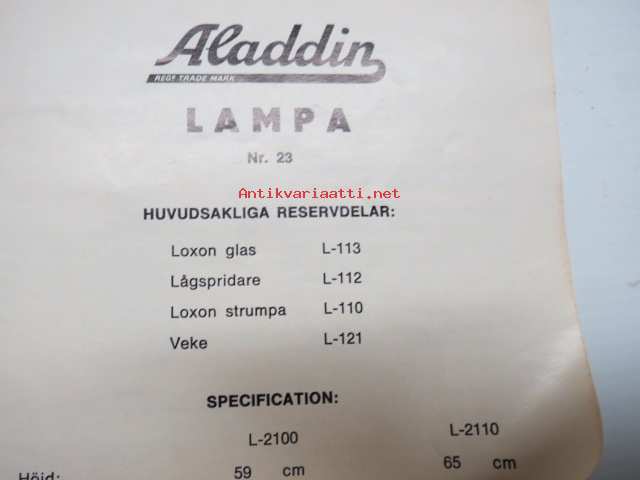 Aladdin
REGD TRADE MARK
LAMPA
Nr. 23
Antikvariaatti.net
HUVUDSAKLIGA RESERVDELAR:
Loxon glas L-113
Lågspridare L-112
Loxon strumpa L-110
Veke L-121
SPECIFICATION:
L-2100 L-2110
Höjd: 59 cm 65 cm